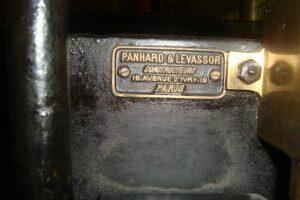 PANHARD & LEVASSOR
CONSTRUCTEURS
19.AVENUE D'IVRY.19
PARIS